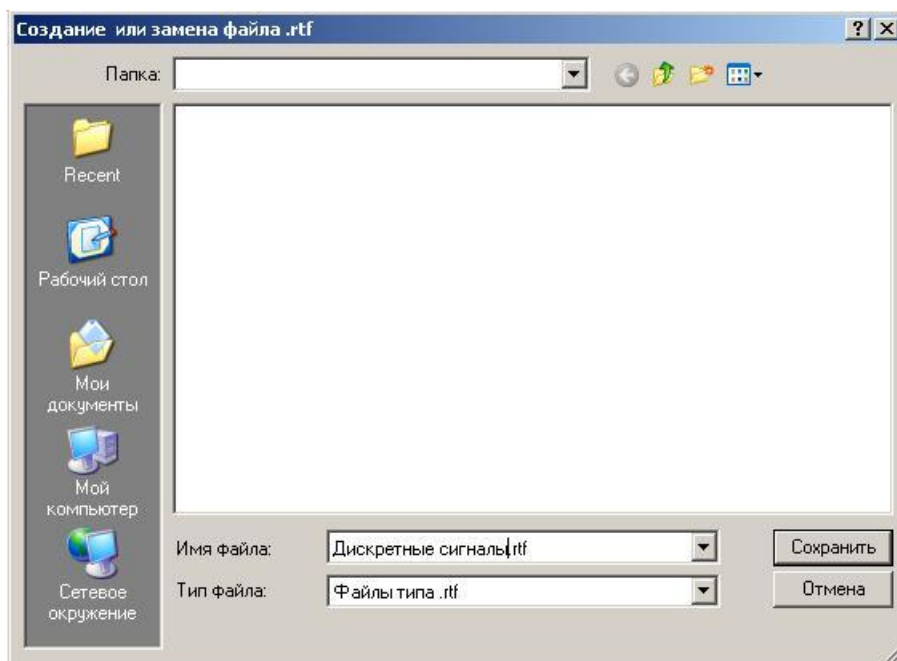 Создание или замена файла .rtf
Папка:
Recent
Рабочий стол
Мои
документы
Мой
компьютер
Сетевое
окружение
Имя файла:
Дискретные сигналы.rtf
Сохранить
Тип файла:
Файлы типа .rtf
Отмена